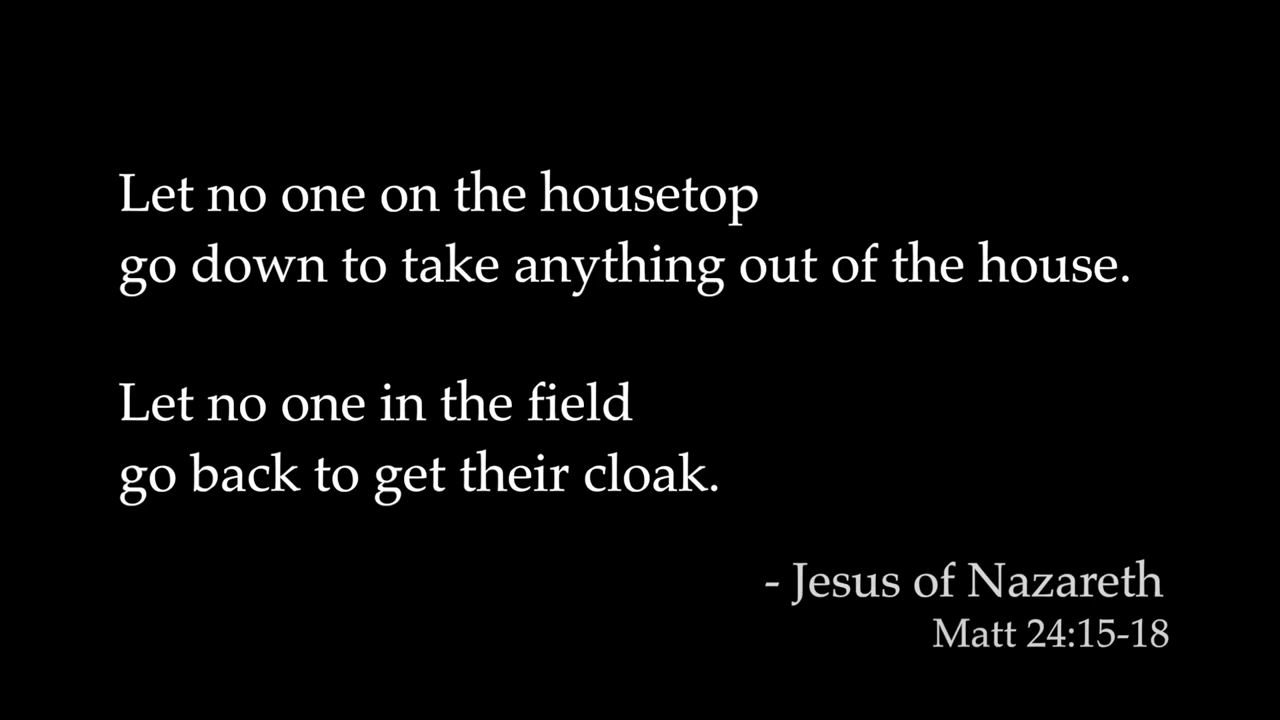 Let no one on the housetop
go down to take anything out of the house.
Let no one in the field
go back to get their cloak.
- Jesus of Nazareth
Matt 24:15-18